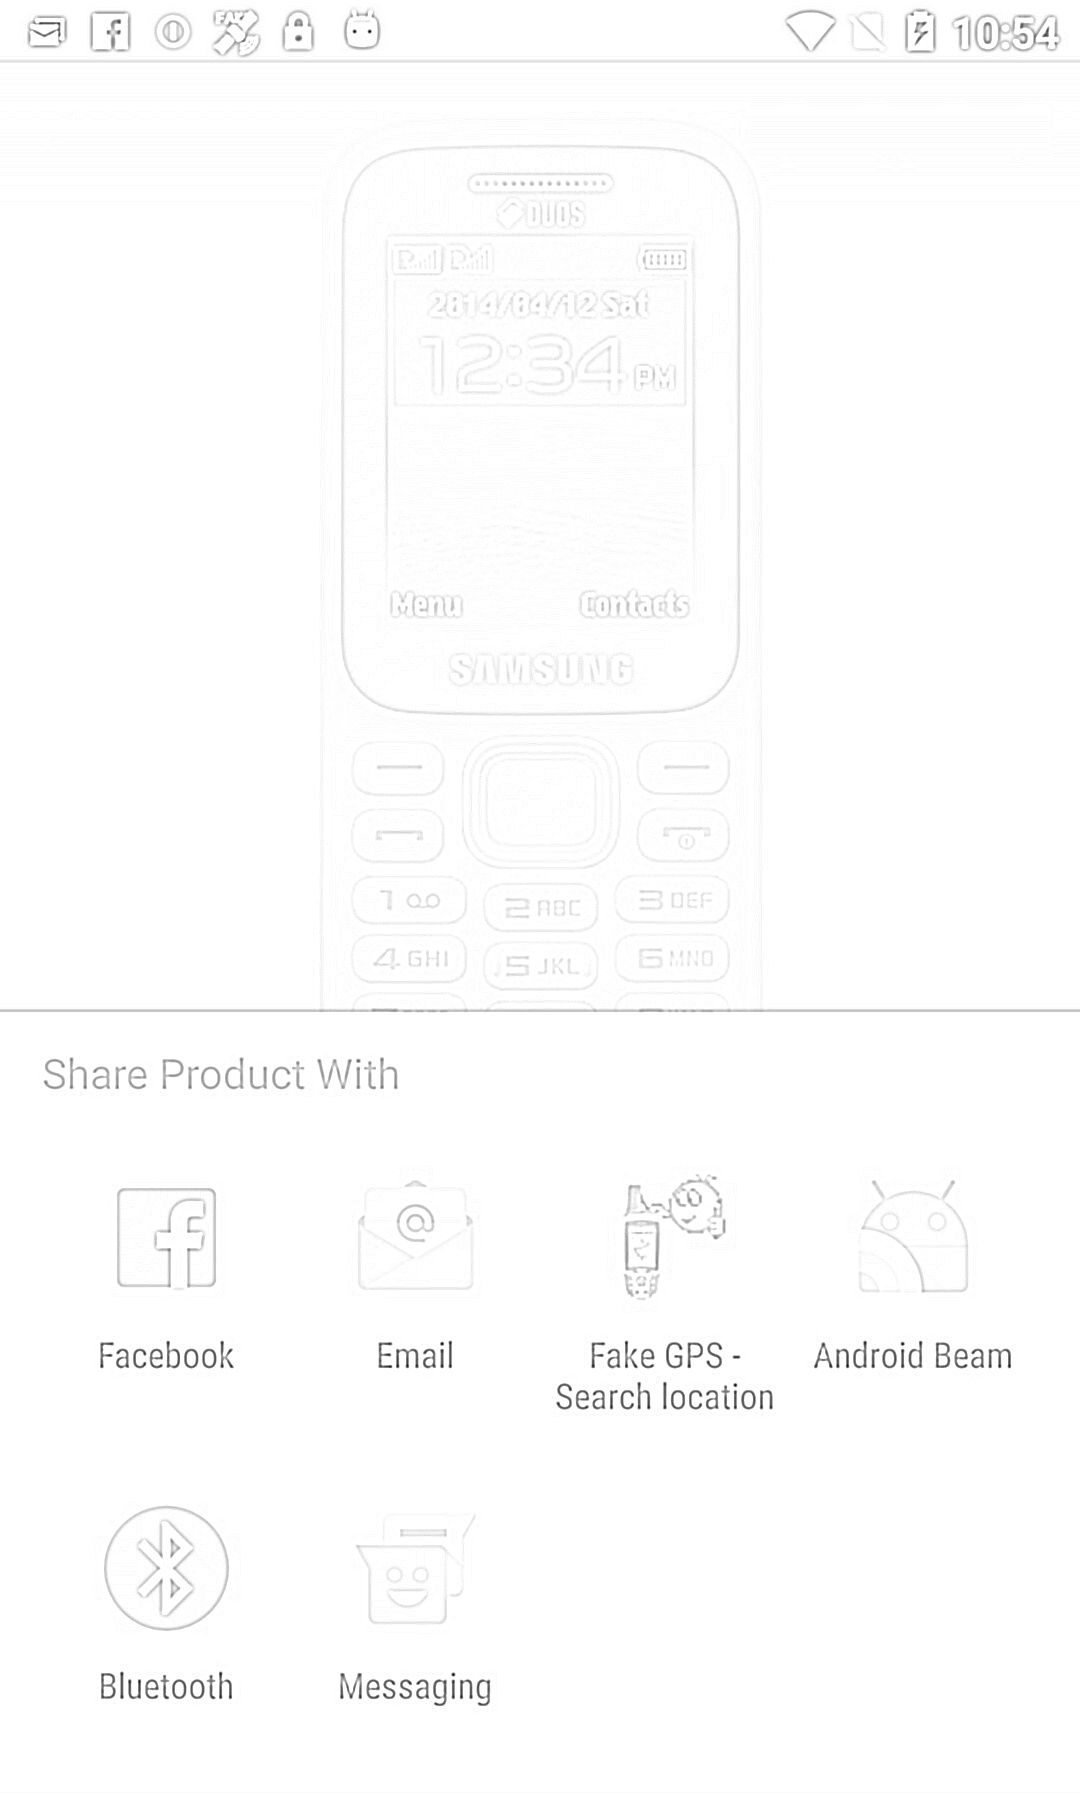 FAKE
10:54
DUOS
2014/04/12 Sat
12:34 PM
Menu Contacts
SAMSUNG
1
2 ABC
3 DEF
4 GHI
5 JKL
6 MNO
Share Product With
Facebook
Email
Fake GPS -
Search location
Android Beam
Bluetooth
Messaging